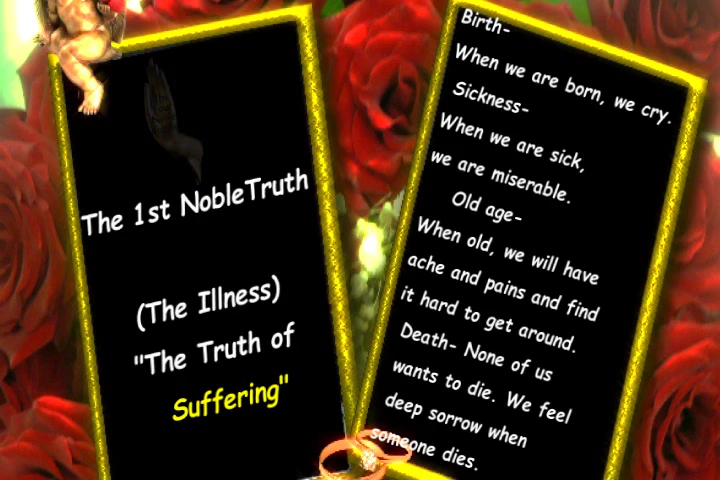 The 1st NobleTruth
(The Illness)
"The Truth of
Suffering"
Birth-
When we are born, we cry.
Sickness-
When we are sick,
we are miserable.
Old age-
When old, we will have
ache and pains and find
it hard to get around.
Death- None of us
wants to die. We feel
deep sorrow when
someone dies.